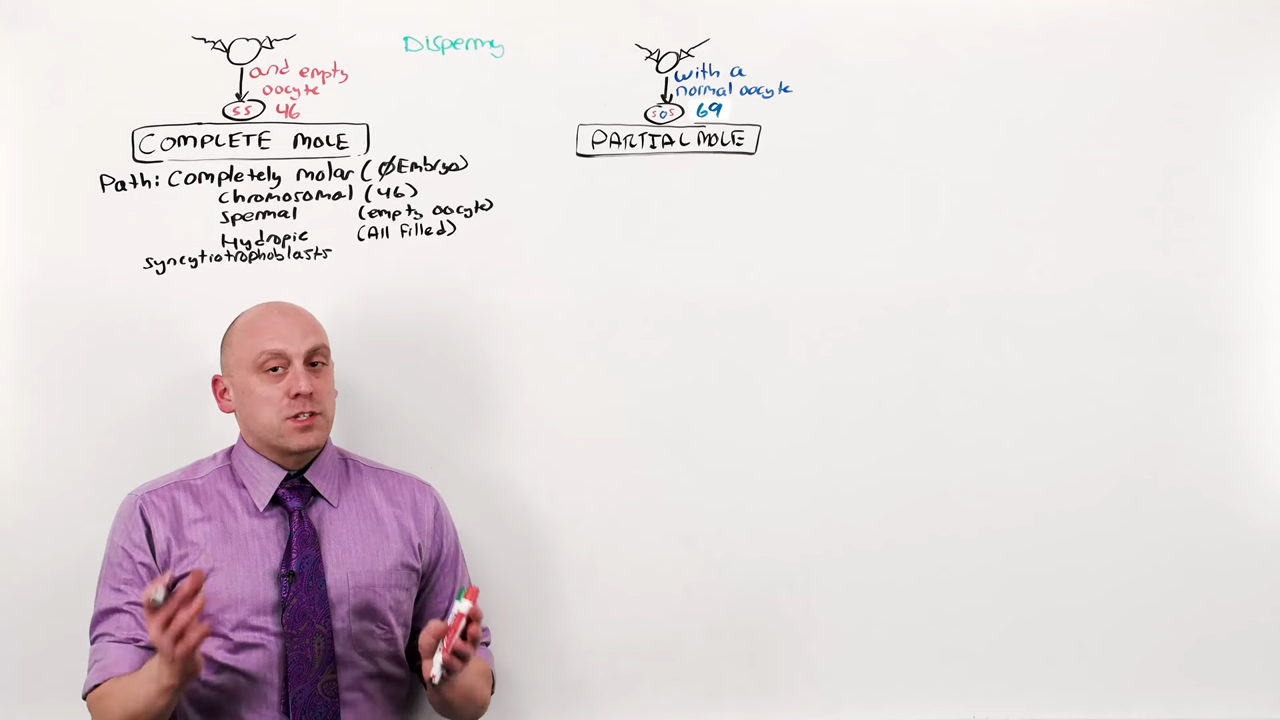 Dispermy
and empty
oocyte
SS 46
COMPLETE MOLE
Path: Completely molar (∅Embryo)
Chromosomal (46)
Spermal (empty oocyte)
Hydropic (All filled)
syncytiotrophoblasts
with a
normal oocyte
SOS 69
PARTIAL MOLE